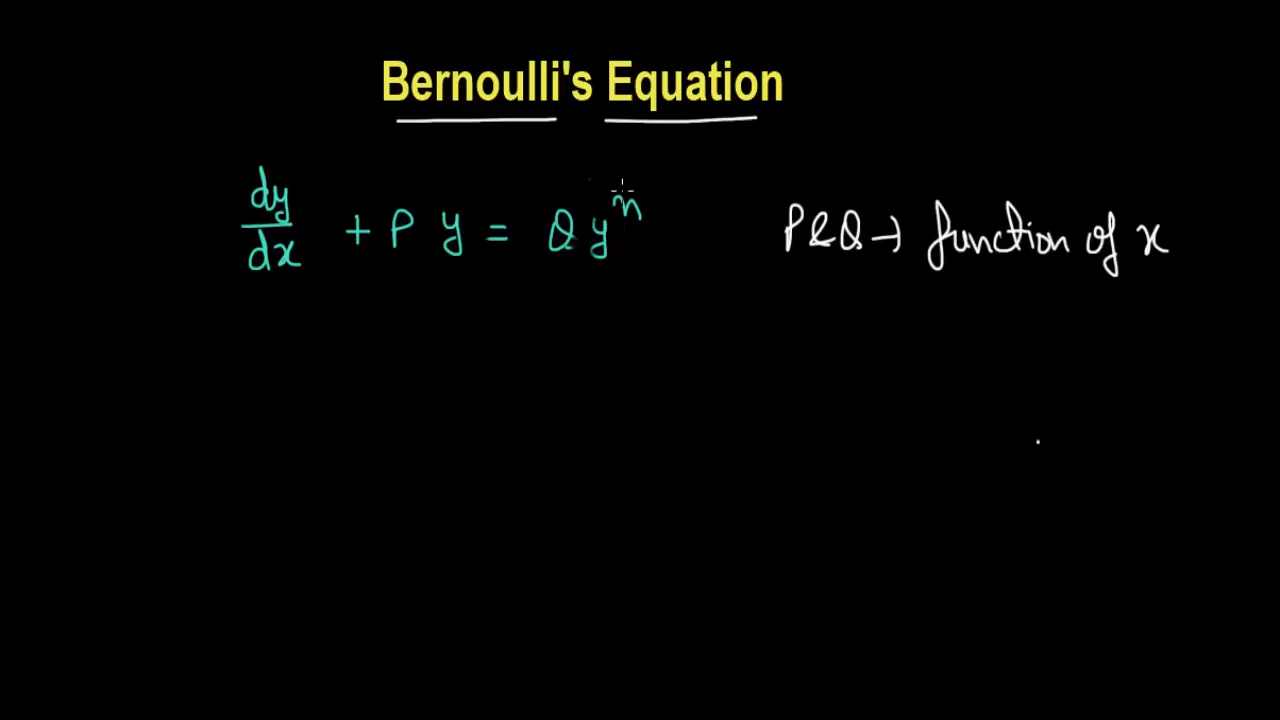 Bernoulli's Equation
dy/dx + P y = Q y^n
P & Q → function of x